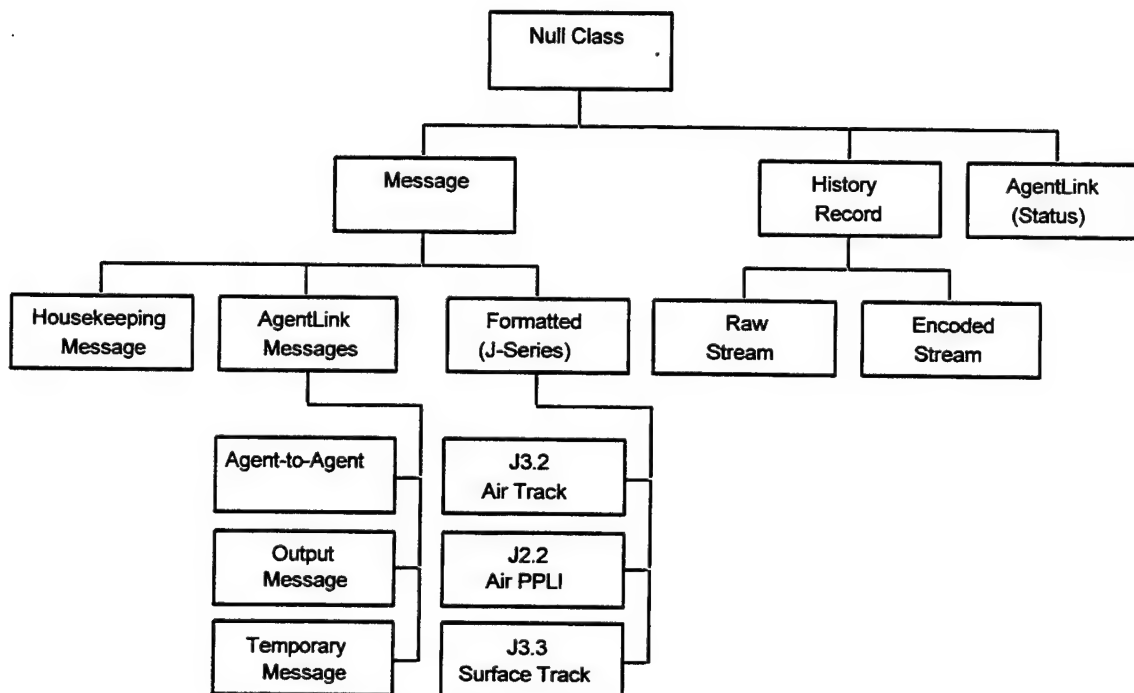 Null Class
Message
History
Record
AgentLink
(Status)
Housekeeping
Message
AgentLink
Messages
Formatted
(J-Series)
Raw
Stream
Encoded
Stream
Agent-to-Agent
J3.2
Air Track
Output
Message
J2.2
Air PPLI
Temporary
Message
J3.3
Surface Track